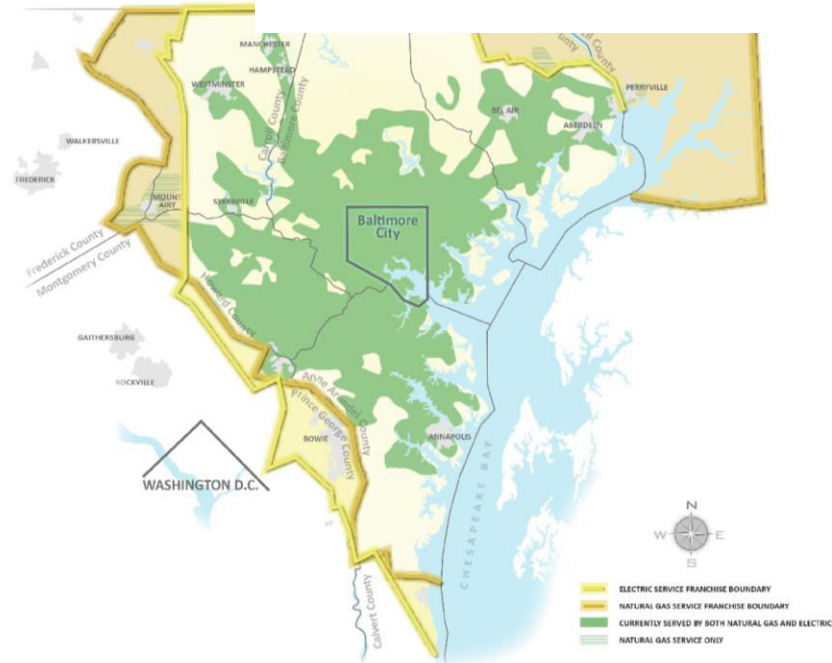 MANCHESTER
HAMPSTEAD
WESTMINSTER
Carroll County
Baltimore County
County
County
PERRYVILLE
BEL AIR
ABERDEEN
WALKERSVILLE
FREDERICK
MOUNT
AIRY
SYKESVILLE
Baltimore
City
Frederick County
Montgomery County
Howard County
GAITHERSBURG
ROCKVILLE
Anne Arundel County
Prince George County
BOWIE
ANNAPOLIS
WASHINGTON D.C.
CHESAPEAKE BAY
Calvert County
N
W
E
S
ELECTRIC SERVICE FRANCHISE BOUNDARY
NATURAL GAS SERVICE FRANCHISE BOUNDARY
CURRENTLY SERVED BY BOTH NATURAL GAS AND ELECTRIC
NATURAL GAS SERVICE ONLY